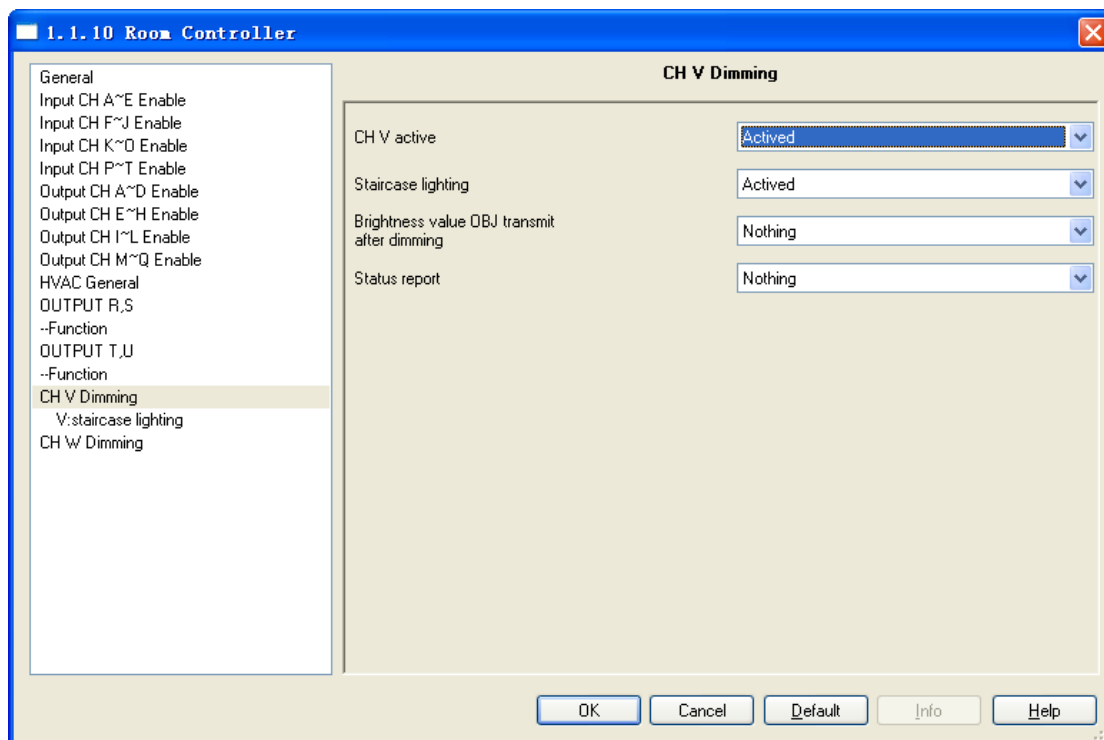 1.1.10 Room Controller
General
Input CH A~E Enable
Input CH F~J Enable
Input CH K~O Enable
Input CH P~T Enable
Output CH A~D Enable
Output CH E~H Enable
Output CH I~L Enable
Output CH M~Q Enable
HVAC General
OUTPUT R,S
--Function
OUTPUT T,U
--Function
CH V Dimming
V:staircase lighting
CH W Dimming
CH V Dimming
CH V active Actived
Staircase lighting Actived
Brightness value OBJ transmit
after dimming Nothing
Status report Nothing
OK Cancel Default Info Help